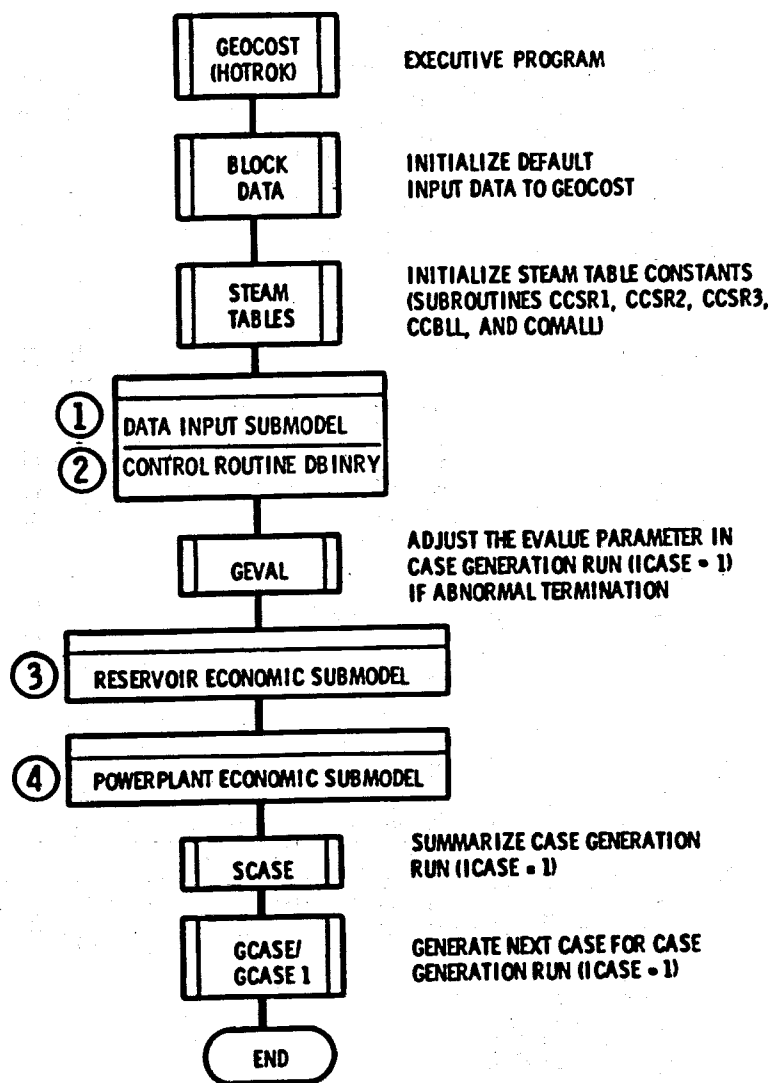 GEOCOST
(HOTROK)
EXECUTIVE PROGRAM
BLOCK
DATA
INITIALIZE DEFAULT
INPUT DATA TO GEOCOST
STEAM
TABLES
INITIALIZE STEAM TABLE CONSTANTS
(SUBROUTINES CCSR1, CCSR2, CCSR3,
CCBLL, AND COMALL)
1
DATA INPUT SUBMODEL
2
CONTROL ROUTINE DBINRY
GEVAL
ADJUST THE EVALUE PARAMETER IN
CASE GENERATION RUN (ICASE = 1)
IF ABNORMAL TERMINATION
3
RESERVOIR ECONOMIC SUBMODEL
4
POWERPLANT ECONOMIC SUBMODEL
SCASE
SUMMARIZE CASE GENERATION
RUN (ICASE = 1)
GCASE/
GCASE 1
GENERATE NEXT CASE FOR CASE
GENERATION RUN (ICASE = 1)
END